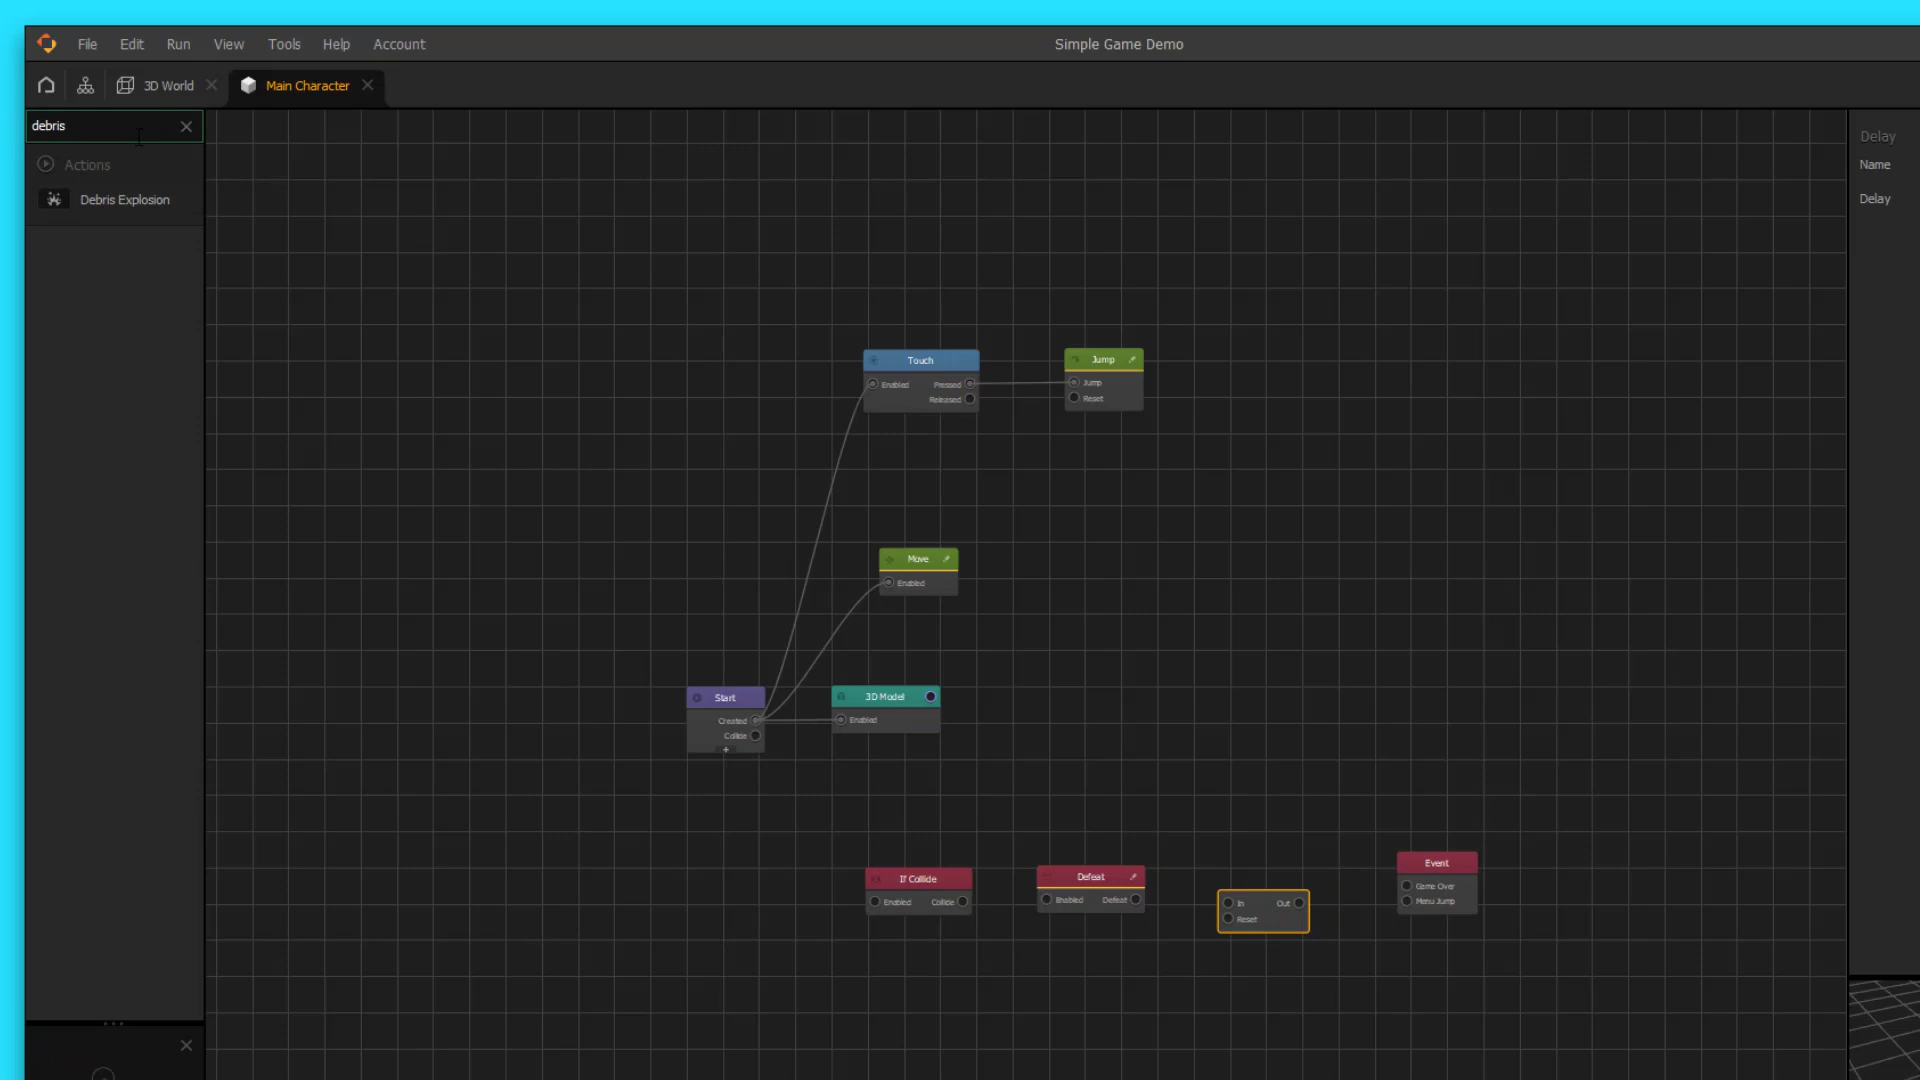 File Edit Run View Tools Help Account
Simple Game Demo
3D World
Main Character
debris
Actions
Debris Explosion
Touch
Enabled Pressed
Released
Jump
Jump
Reset
Move
Enabled
Start
Created
Collide
+
3D Model
Enabled
If Collide
Enabled Collide
Defeat
Enabled Defeat
In Out
Reset
Event
Game Over
Menu Jump
Delay
Name
Delay